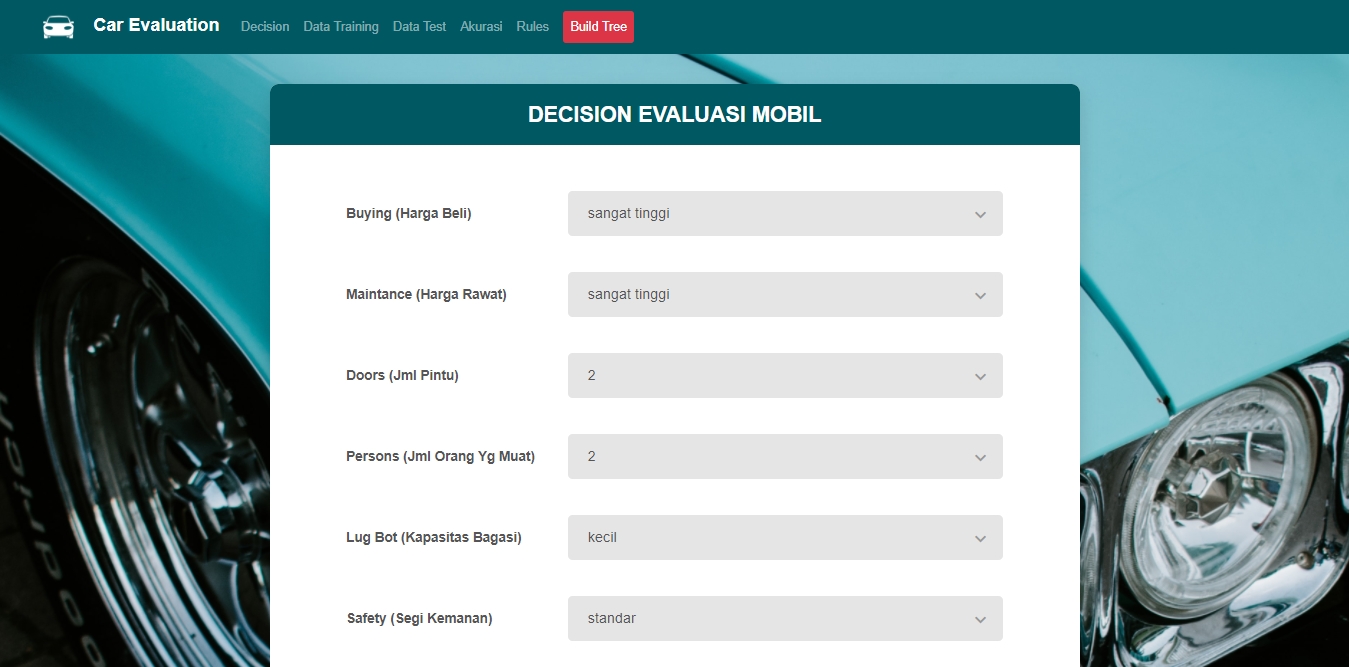 Car Evaluation Decision Data Training Data Test Akurasi Rules Build Tree
DECISION EVALUASI MOBIL
Buying (Harga Beli) sangat tinggi
Maintance (Harga Rawat) sangat tinggi
Doors (Jml Pintu) 2
Persons (Jml Orang Yg Muat) 2
Lug Bot (Kapasitas Bagasi) kecil
Safety (Segi Kemanan) standar